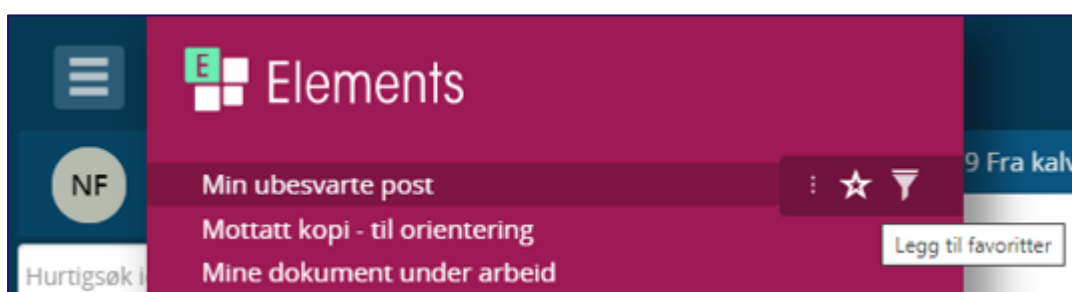 E Elements
NF
Min ubesvarte post
9 Fra kalv
Mottatt kopi - til orientering
Legg til favoritter
Hurtigsøk i
Mine dokument under arbeid